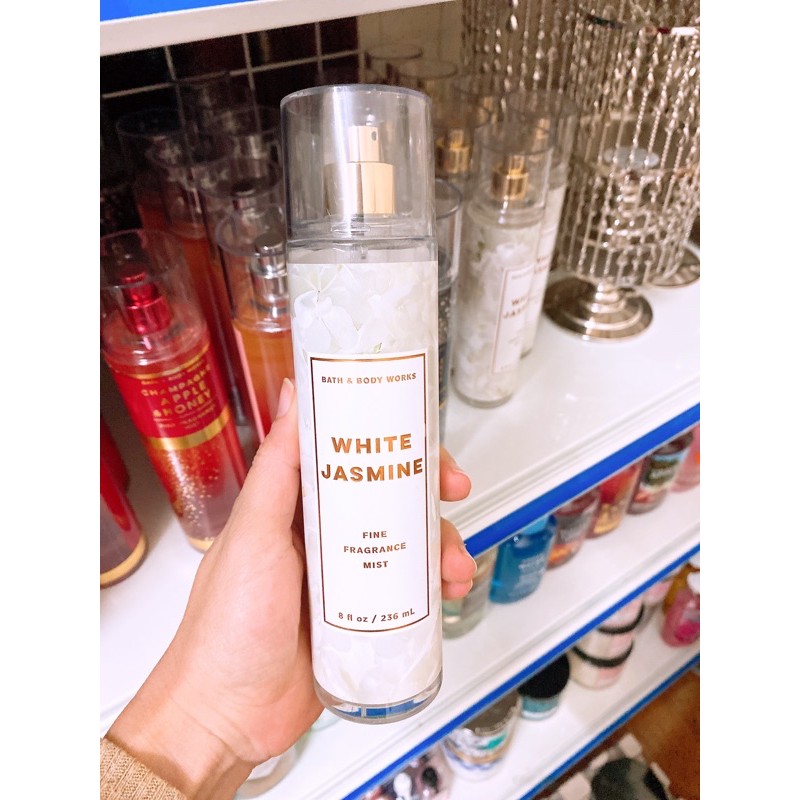 BATH & BODY WORKS
WHITE
JASMINE
FINE
FRAGRANCE
MIST
8 fl oz / 236 mL
CHAMPAGNE
APPLE
& HONEY